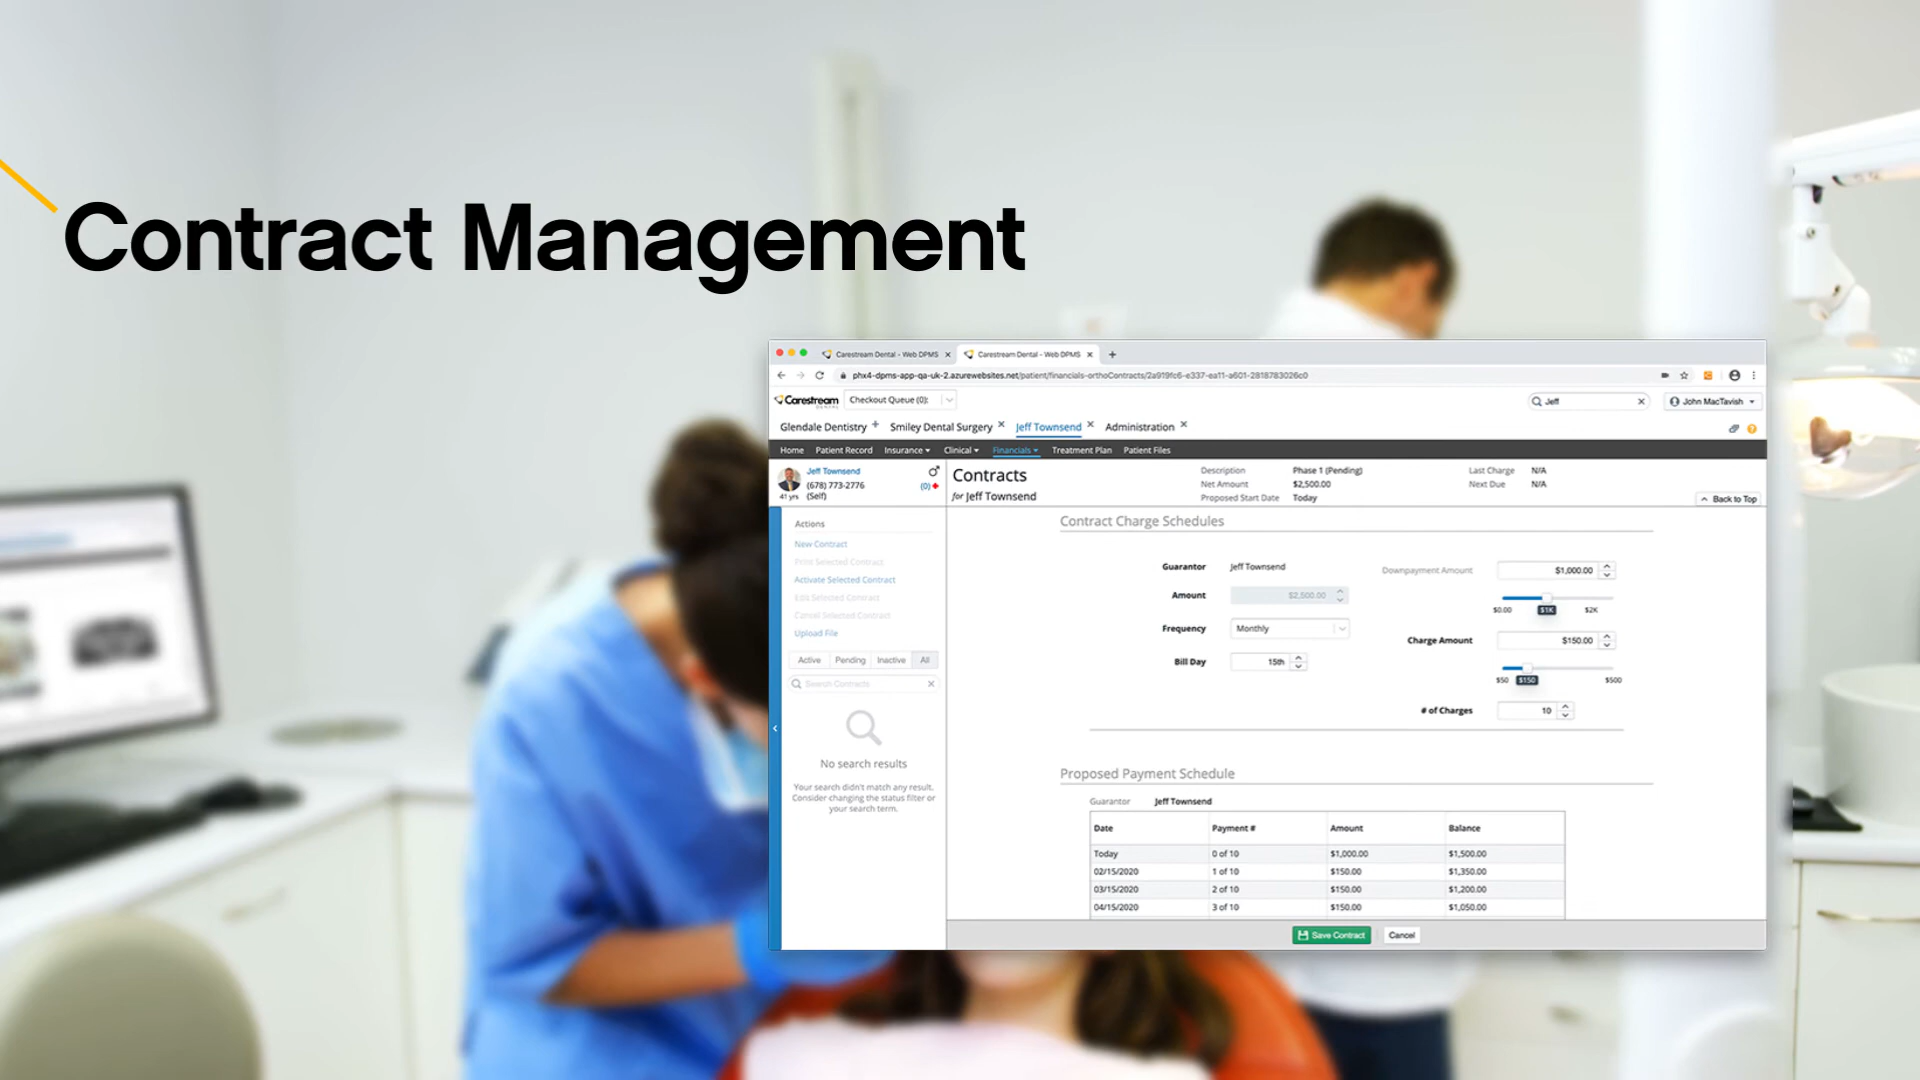 Contract Management
Carestream Dental - Web DPMS
Carestream Dental - Web DPMS
phx4-dpms-app-qa-uk-2.azurewebsites.net/patient/financials-orthoContracts/2a919fc6-e337-ea11-a601-2818783026c0
Carestream
DENTAL
Checkout Queue (0):
Jeff
John MacTavish
Glendale Dentistry
Smiley Dental Surgery
Jeff Townsend
Administration
Home Patient Record Insurance Clinical Financials Treatment Plan Patient Files
Jeff Townsend
(678) 773-2776
(0)
41 yrs (Self)
Contracts
for Jeff Townsend
Description Phase 1 (Pending)
Net Amount $2,500.00
Proposed Start Date Today
Last Charge N/A
Next Due N/A
Back to Top
Actions
New Contract
Print Selected Contract
Activate Selected Contract
Edit Selected Contract
Cancel Selected Contract
Upload File
Active Pending Inactive All
Search Contracts
No search results
Your search didn't match any result.
Consider changing the status filter or
your search term.
Contract Charge Schedules
Guarantor Jeff Townsend
Amount $2,500.00
Frequency Monthly
Bill Day 15th
Downpayment Amount $1,000.00
$0.00 $1K $2K
Charge Amount $150.00
$50 $150 $500
# of Charges 10
Proposed Payment Schedule
Guarantor Jeff Townsend
Date Payment # Amount Balance
Today 0 of 10 $1,000.00 $1,500.00
02/15/2020 1 of 10 $150.00 $1,350.00
03/15/2020 2 of 10 $150.00 $1,200.00
04/15/2020 3 of 10 $150.00 $1,050.00
Save Contract
Cancel